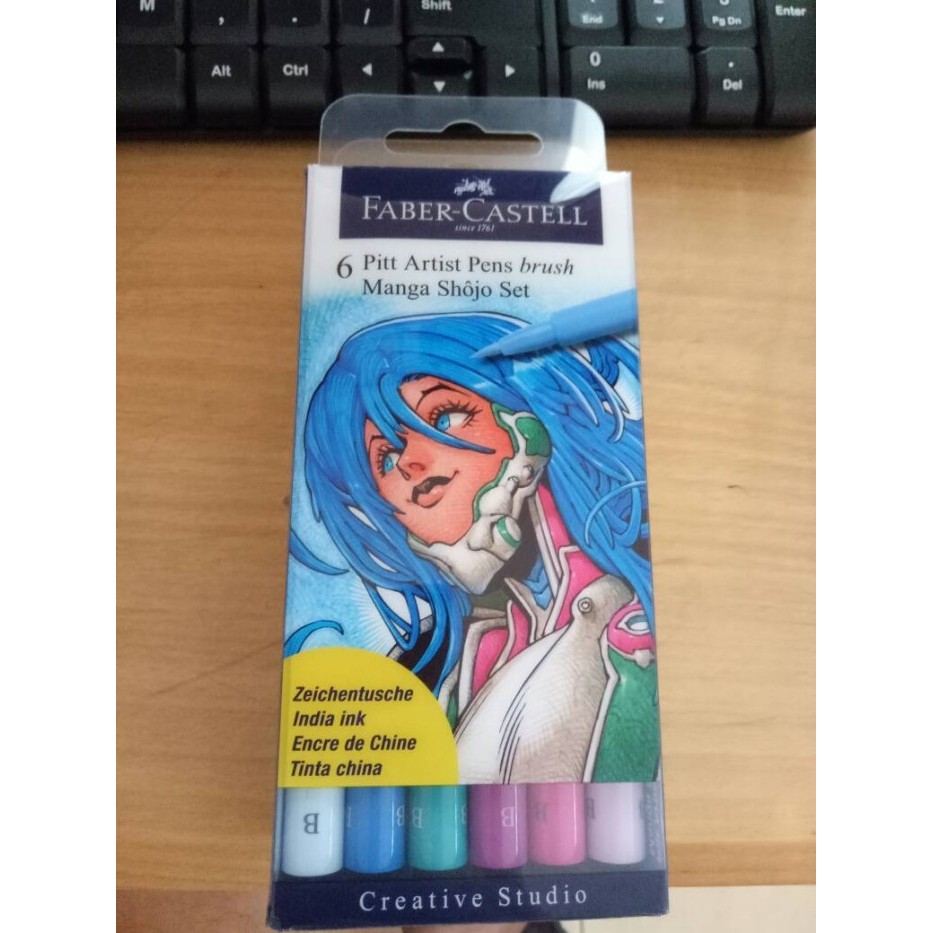 M , . / Shift End Pg Dn Enter
Alt Ctrl 0 Ins . Del
FABER-CASTELL
since 1761
6 Pitt Artist Pens brush
Manga Shôjo Set
Zeichentusche
India ink
Encre de Chine
Tinta china
B B B B B B
Creative Studio